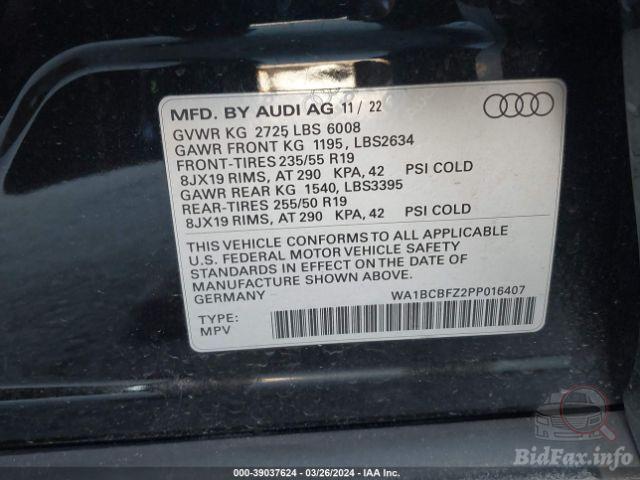 MFD. BY AUDI AG 11 / 22
GVWR KG 2725 LBS 6008
GAWR FRONT KG 1195, LBS2634
FRONT-TIRES 235/55 R19
8JX19 RIMS, AT 290 KPA, 42 PSI COLD
GAWR REAR KG 1540, LBS3395
REAR-TIRES 255/50 R19
8JX19 RIMS, AT 290 KPA, 42 PSI COLD
THIS VEHICLE CONFORMS TO ALL APPLICABLE
U.S. FEDERAL MOTOR VEHICLE SAFETY
STANDARDS IN EFFECT ON THE DATE OF
MANUFACTURE SHOWN ABOVE.
GERMANY WA1BCBFZ2PP016407
TYPE:
MPV
BidFax.info
000-39037624 - 03/26/2024 - IAA Inc.